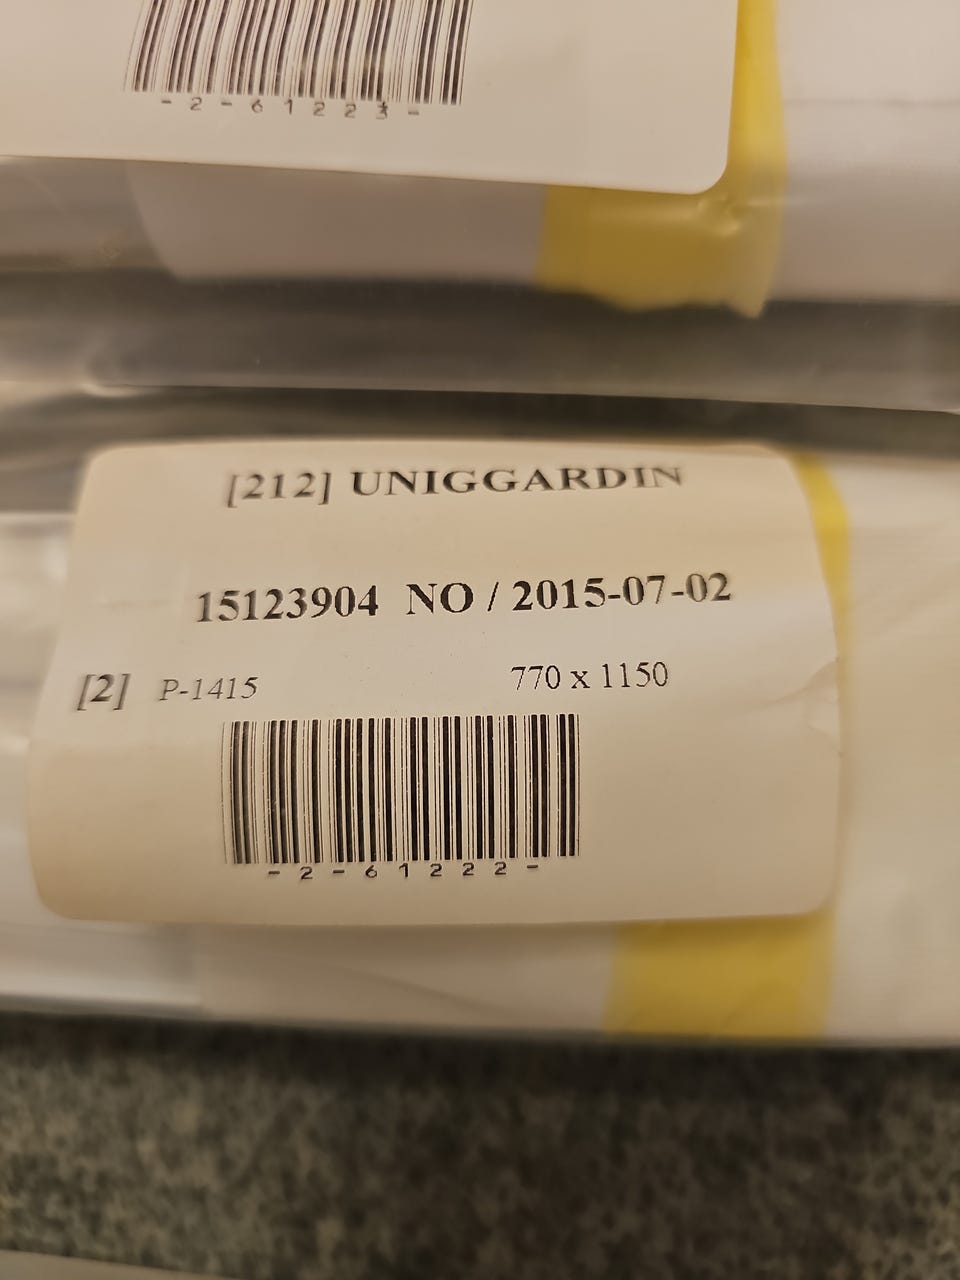 -2-61223-
[212] UNIGGARDIN
15123904 NO / 2015-07-02
[2] P-1415 770 x 1150
-2-61222-